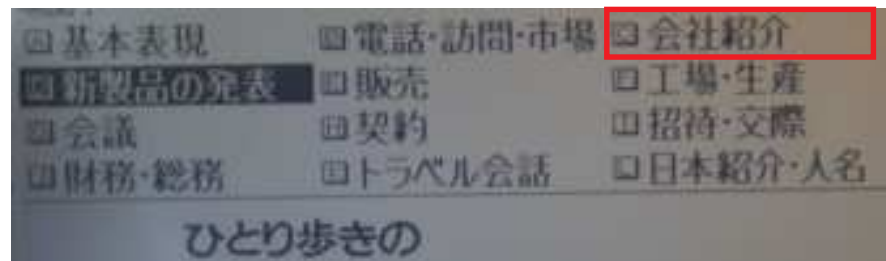 基本表現 電話・訪問・市場 会社紹介
新製品の発表 販売 工場・生産
会議 契約 招待・交際
財務・総務 トラベル会話 日本紹介・人名
ひとり歩きの